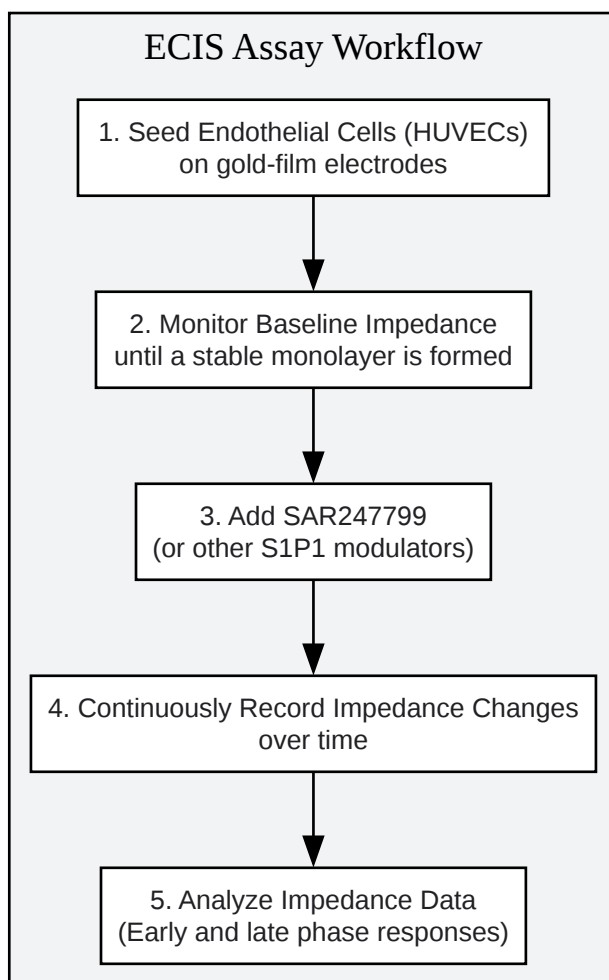 ECIS Assay Workflow
1. Seed Endothelial Cells (HUVECs)
on gold-film electrodes
2. Monitor Baseline Impedance
until a stable monolayer is formed
3. Add SAR247799
(or other S1P1 modulators)
4. Continuously Record Impedance Changes
over time
5. Analyze Impedance Data
(Early and late phase responses)